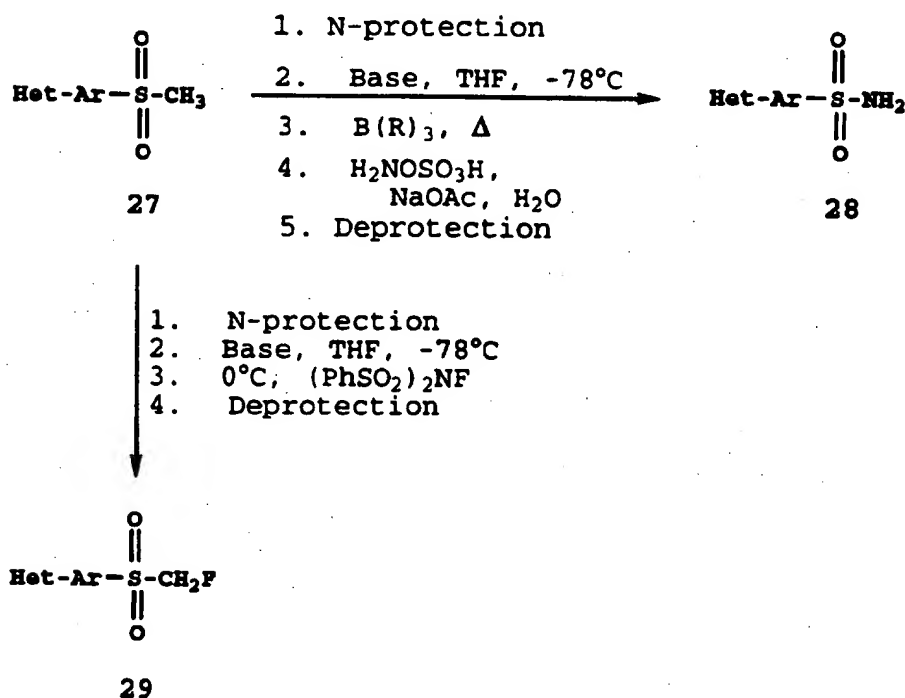 1. N-protection
2. Base, THF, -78°C
3. B(R)3, Δ
4. H2NOSO3H,
NaOAc, H2O
5. Deprotection
O
Het-Ar-S-CH3
O
27
O
Het-Ar-S-NH2
O
28
1. N-protection
2. Base, THF, -78°C
3. 0°C; (PhSO2)2NF
4. Deprotection
O
Het-Ar-S-CH2F
O
29